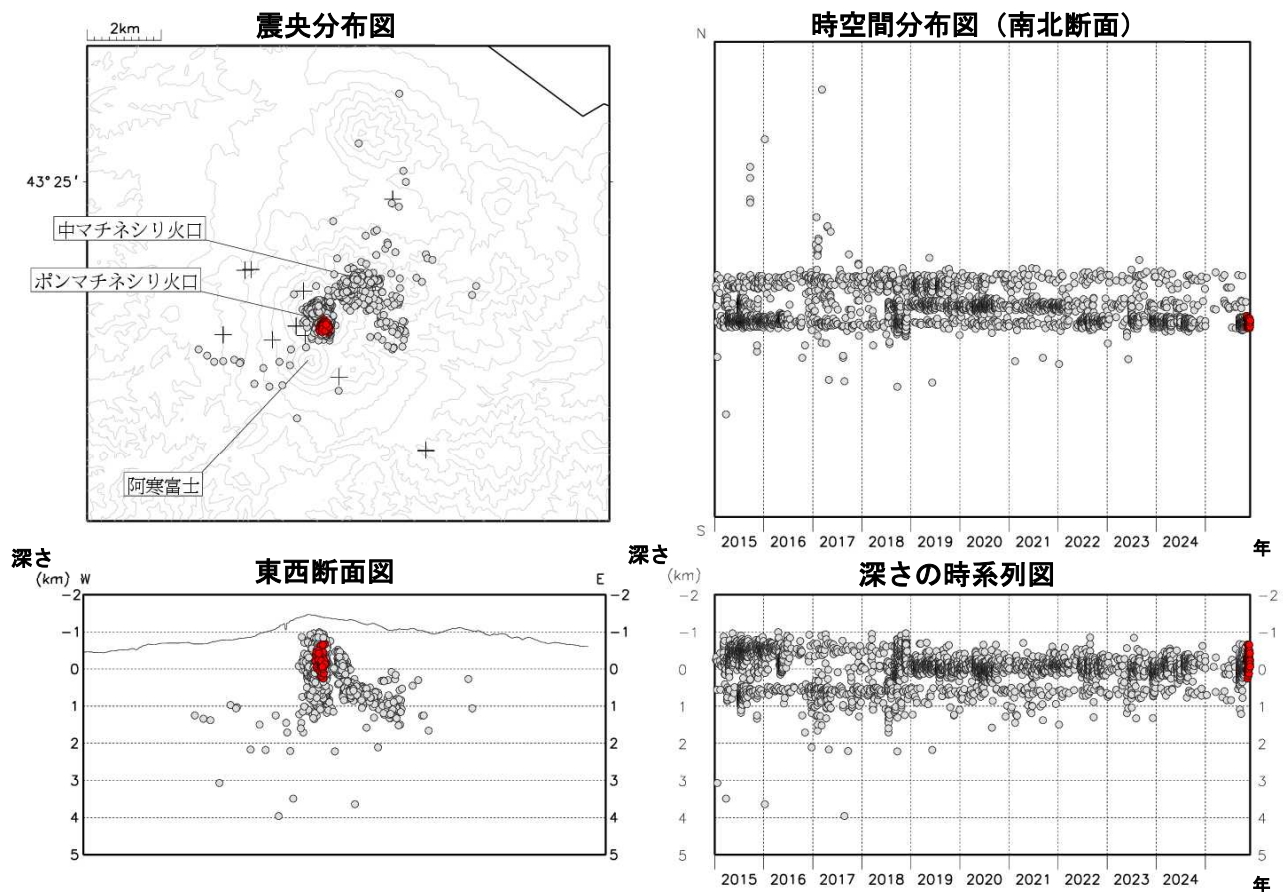 2km
震央分布図
43°25′
中マチネシリ火口
ポンマチネシリ火口
阿寒富士
時空間分布図（南北断面）
N
S
2015 2016 2017 2018 2019 2020 2021 2022 2023 2024
年
深さ
(km) W
東西断面図
E
-2 -2
-1 -1
0 0
1 1
2 2
3 3
4 4
5 5
深さ
(km)
深さの時系列図
-2 -2
-1 -1
0 0
1 1
2 2
3 3
4 4
5 5
2015 2016 2017 2018 2019 2020 2021 2022 2023 2024
年